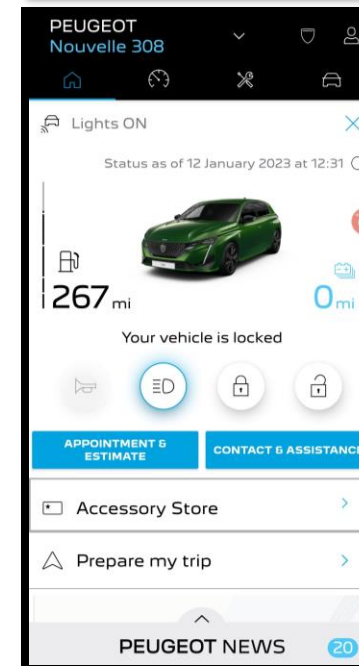 PEUGEOT
Nouvelle 308
Lights ON
Status as of 12 January 2023 at 12:31
267 mi
0 mi
Your vehicle is locked
APPOINTMENT &
ESTIMATE
CONTACT & ASSISTANCE
Accessory Store
Prepare my trip
PEUGEOT NEWS
20